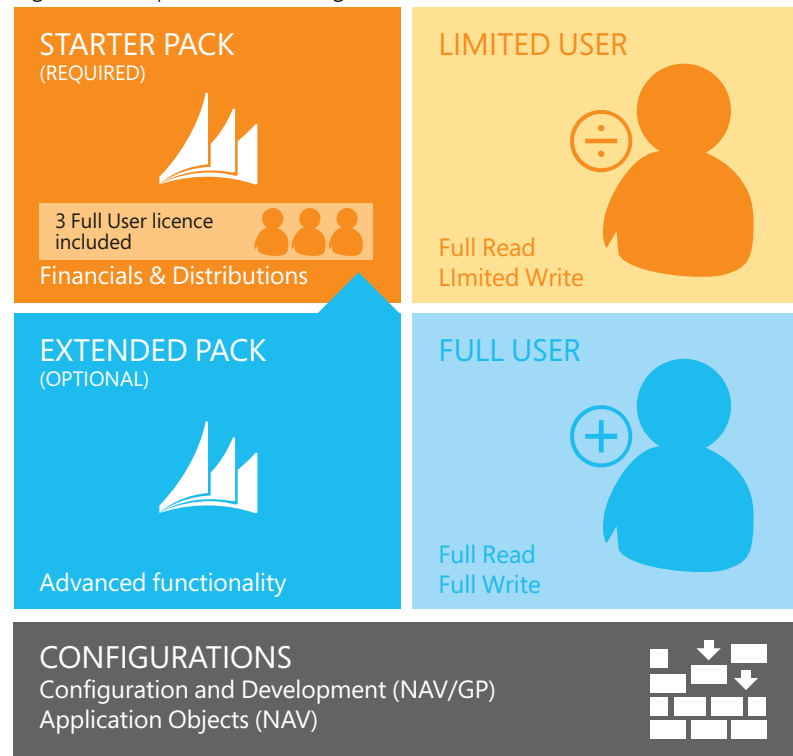 STARTER PACK
(REQUIRED)
3 Full User licence
included
Financials & Distributions
LIMITED USER
Full Read
LImited Write
EXTENDED PACK
(OPTIONAL)
Advanced functionality
FULL USER
Full Read
Full Write
CONFIGURATIONS
Configuration and Development (NAV/GP)
Application Objects (NAV)